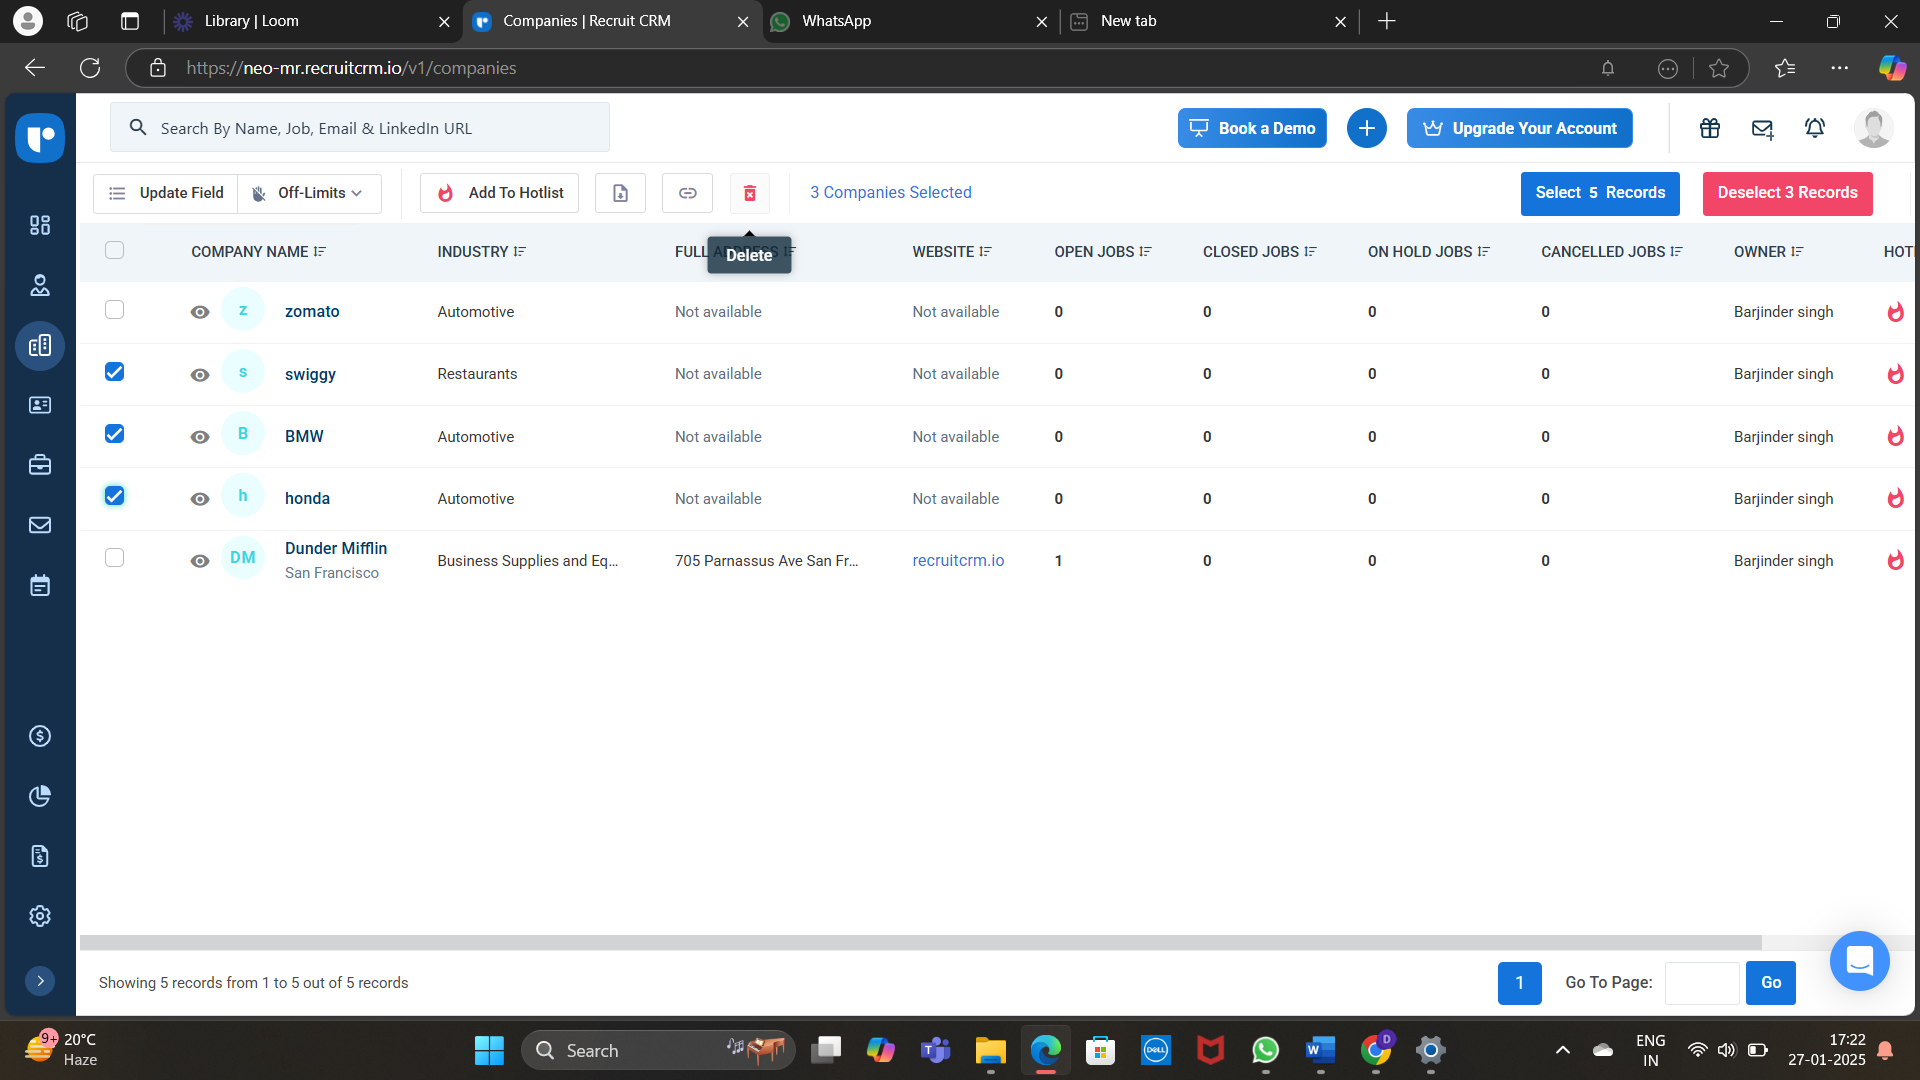 Library | Loom
Companies | Recruit CRM
WhatsApp
New tab
https://neo-mr.recruitcrm.io/v1/companies
Search By Name, Job, Email & LinkedIn URL
Book a Demo
Upgrade Your Account
Update Field
Off-Limits
Add To Hotlist
3 Companies Selected
Select 5 Records
Deselect 3 Records
Delete
COMPANY NAME INDUSTRY FULL WEBSITE OPEN JOBS CLOSED JOBS ON HOLD JOBS CANCELLED JOBS OWNER HOT
z zomato Automotive Not available Not available 0 0 0 0 Barjinder singh
s swiggy Restaurants Not available Not available 0 0 0 0 Barjinder singh
B BMW Automotive Not available Not available 0 0 0 0 Barjinder singh
h honda Automotive Not available Not available 0 0 0 0 Barjinder singh
DM Dunder Mifflin Business Supplies and Eq... 705 Parnassus Ave San Fr... recruitcrm.io 1 0 0 0 Barjinder singh
San Francisco
Showing 5 records from 1 to 5 out of 5 records
1
Go To Page:
Go
9+
20°C
Haze
Search
DELL
W
D
ENG
IN
17:22
27-01-2025